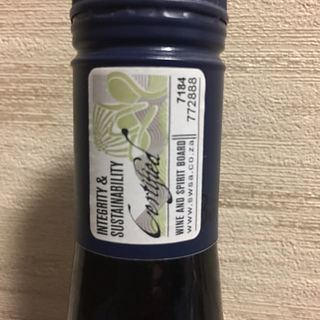 INTEGRITY &
SUSTAINABILITY
Certified
WINE AND SPIRIT BOARD
www.swsa.co.za
7184
772888